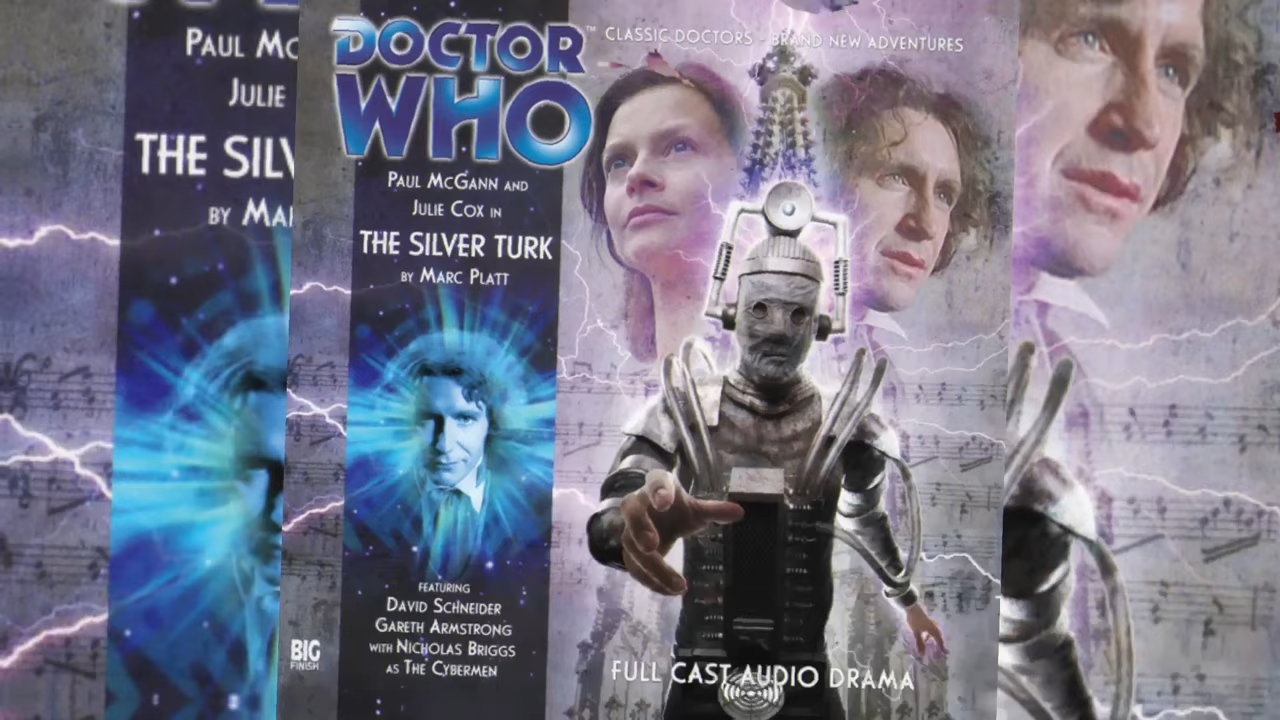 PAUL MC
JULIE
THE SILV
BY MA
DOCTOR
WHO
™ CLASSIC DOCTORS - BRAND NEW ADVENTURES
PAUL MCGANN AND
JULIE COX IN
THE SILVER TURK
BY MARC PLATT
FEATURING
DAVID SCHNEIDER
GARETH ARMSTRONG
WITH NICHOLAS BRIGGS
AS THE CYBERMEN
BIG
FINISH
FULL CAST AUDIO DRAMA